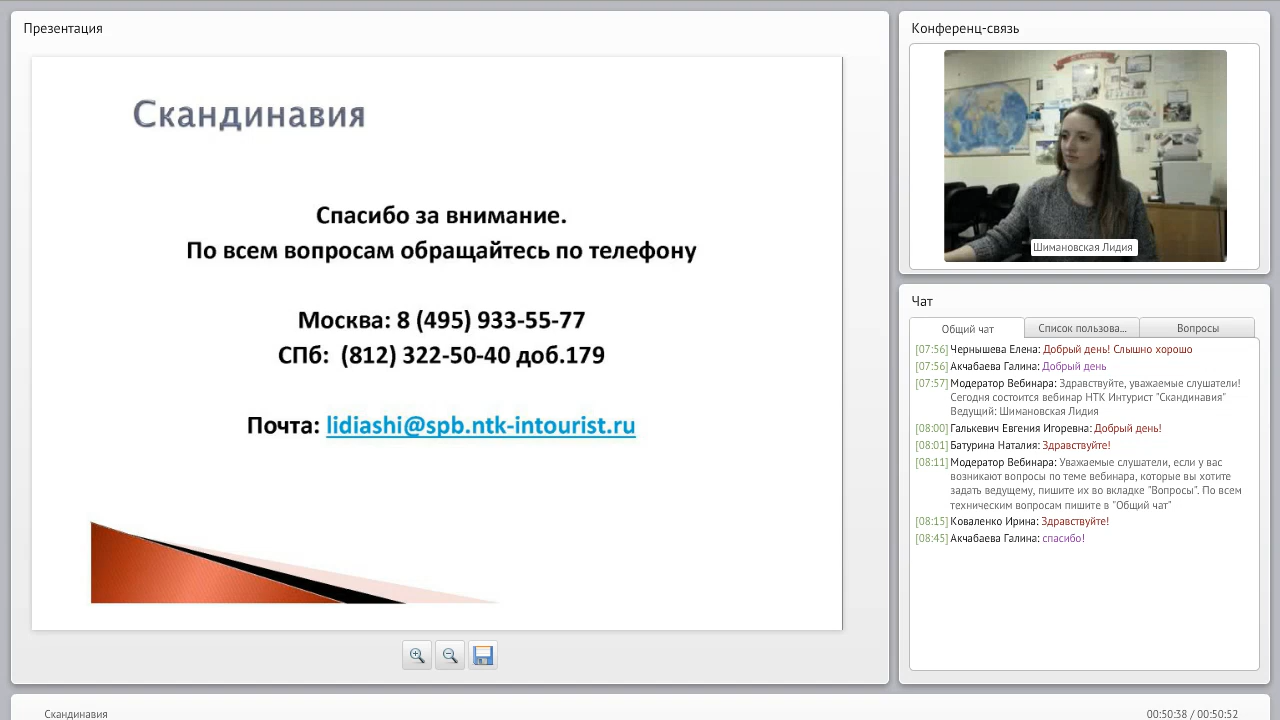 Презентация
Скандинавия
Спасибо за внимание.
По всем вопросам обращайтесь по телефону
Москва: 8 (495) 933-55-77
СПб:  (812) 322-50-40 доб.179
Почта: lidiashi@spb.ntk-intourist.ru
Конференц-связь
Шимановская Лидия
Чат
Общий чат
Список пользова...
Вопросы
[07:56] Чернышева Елена: Добрый день! Слышно хорошо
[07:56] Акчабаева Галина: Добрый день
[07:57] Модератор Вебинара: Здравствуйте, уважаемые слушатели!
Сегодня состоится вебинар НТК Интурист "Скандинавия"
Ведущий: Шимановская Лидия
[08:00] Галькевич Евгения Игоревна: Добрый день!
[08:01] Батурина Наталия: Здравствуйте!
[08:11] Модератор Вебинара: Уважаемые слушатели, если у вас
возникают вопросы по теме вебинара, которые вы хотите
задать ведущему, пишите их во вкладке "Вопросы". По всем
техническим вопросам пишите в "Общий чат"
[08:15] Коваленко Ирина: Здравствуйте!
[08:45] Акчабаева Галина: спасибо!
Скандинавия
00:50:38 / 00:50:52